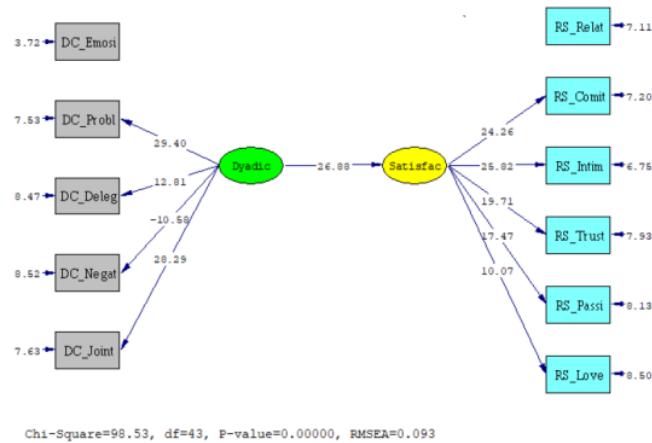 RS_Relat 7.11
3.72 DC_Emosi
RS_Comit 7.20
7.53 DC_Probl
24.26
29.40
Dyadic 26.88 Satisfac 25.82 RS_Intim 6.75
8.47 DC_Deleg 12.81
19.71
-10.58
17.47 RS_Trust 7.93
28.29
8.52 DC_Negat 10.07
RS_Passi 8.13
7.63 DC_Joint
RS_Love 8.50
Chi-Square=98.53, df=43, P-value=0.00000, RMSEA=0.093